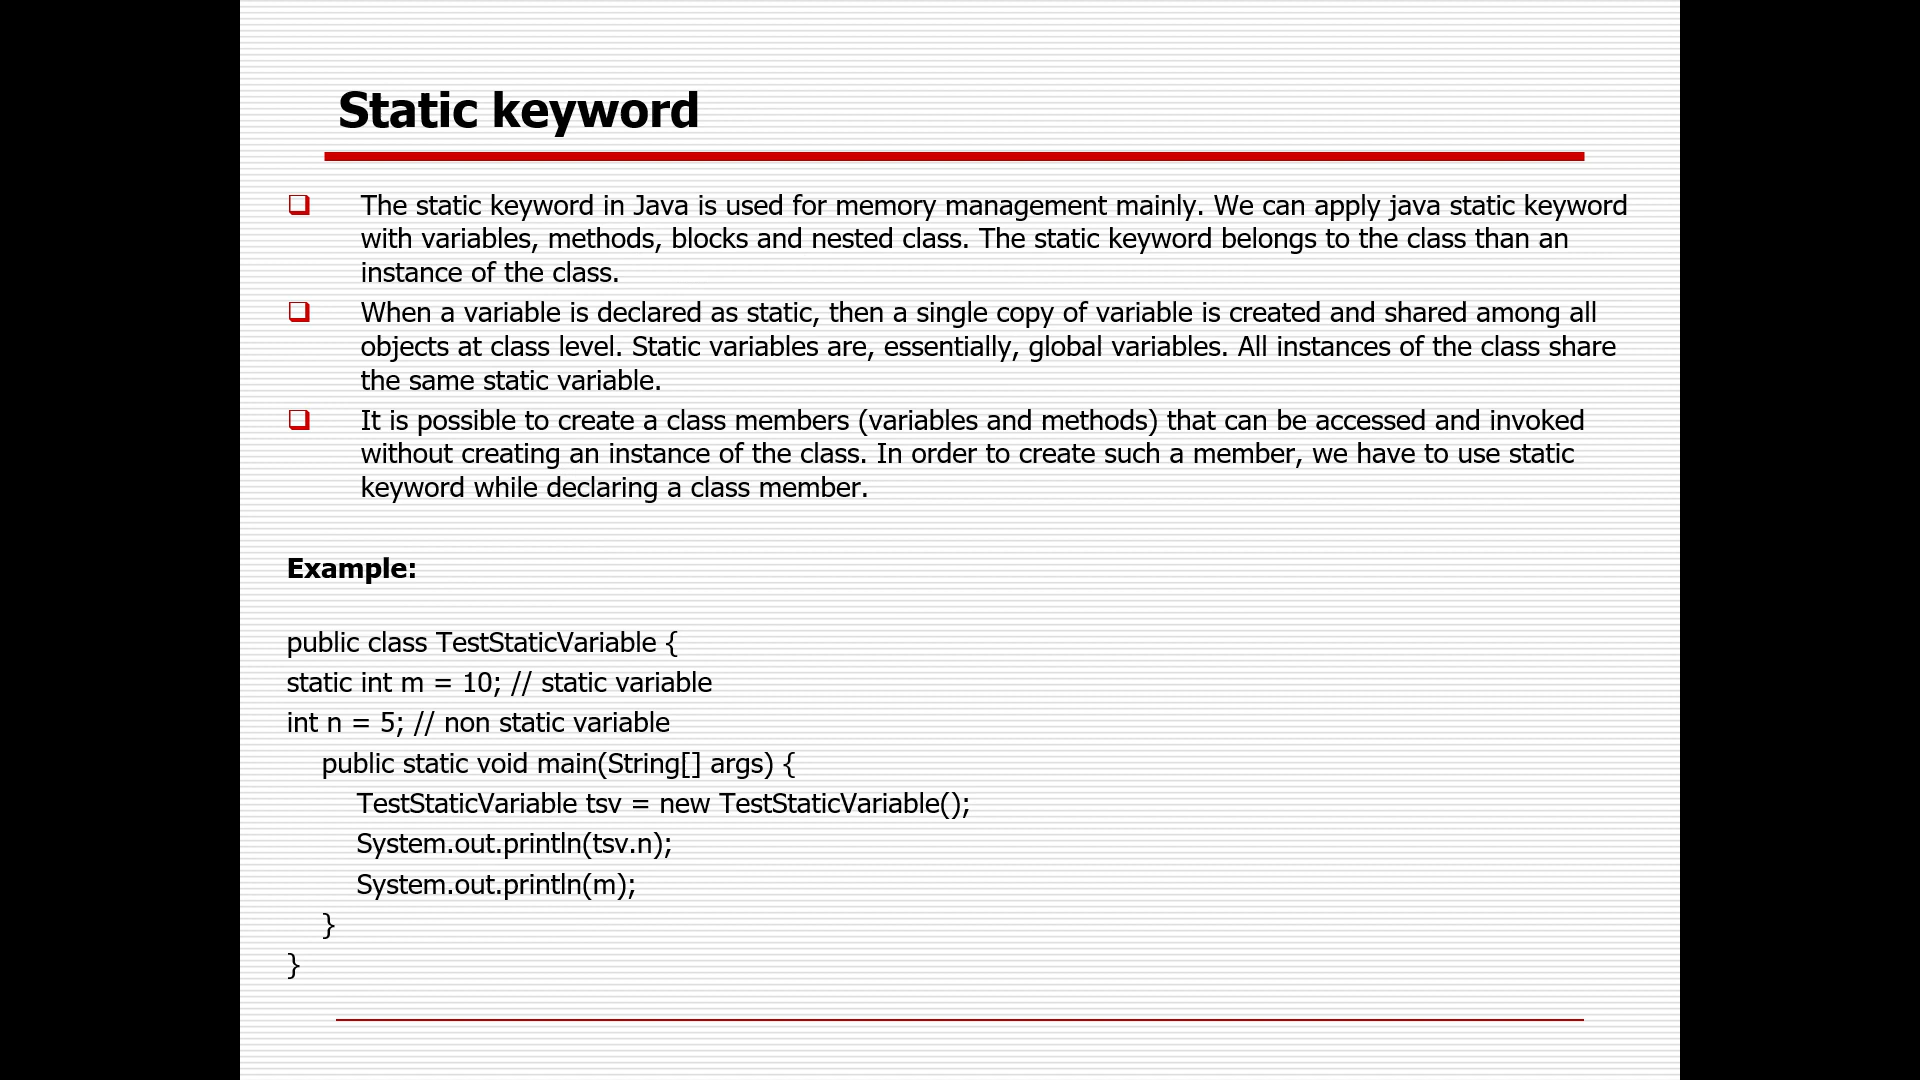 Static keyword
The static keyword in Java is used for memory management mainly. We can apply java static keyword
with variables, methods, blocks and nested class. The static keyword belongs to the class than an
instance of the class.
When a variable is declared as static, then a single copy of variable is created and shared among all
objects at class level. Static variables are, essentially, global variables. All instances of the class share
the same static variable.
It is possible to create a class members (variables and methods) that can be accessed and invoked
without creating an instance of the class. In order to create such a member, we have to use static
keyword while declaring a class member.
Example:
public class TestStaticVariable {
static int m = 10; // static variable
int n = 5; // non static variable
public static void main(String[] args) {
TestStaticVariable tsv = new TestStaticVariable();
System.out.println(tsv.n);
System.out.println(m);
}
}